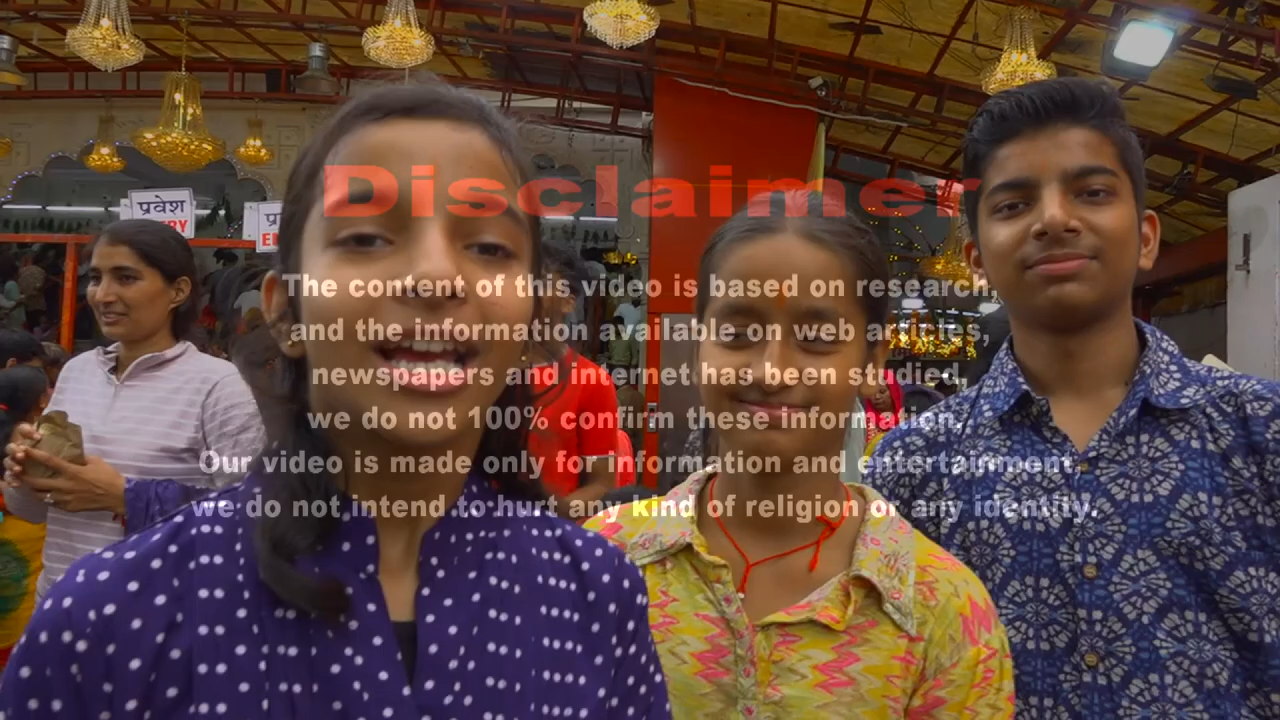 Disclaimer
प्रवेश
The content of this video is based on research,
and the information available on web articles,
newspapers and internet has been studied,
we do not 100% confirm these information.
Our video is made only for information and entertainment,
we do not intend to hurt any kind of religion or any identity.